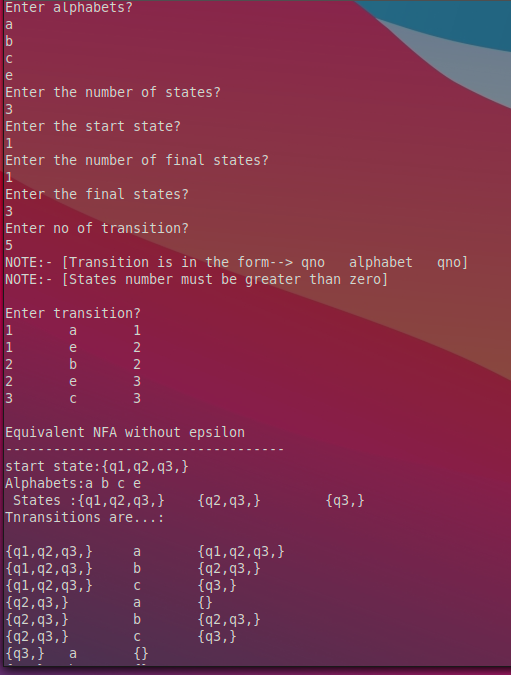 Enter alphabets?
a
b
c
e
Enter the number of states?
3
Enter the start state?
1
Enter the number of final states?
1
Enter the final states?
3
Enter no of transition?
5
NOTE:- [Transition is in the form--> qno   alphabet   qno]
NOTE:- [States number must be greater than zero]
Enter transition?
1       a       1
1       e       2
2       b       2
2       e       3
3       c       3
Equivalent NFA without epsilon
-----------------------------------
start state:{q1,q2,q3,}
Alphabets:a b c e
 States :{q1,q2,q3,}    {q2,q3,}        {q3,}
Tnransitions are...:
{q1,q2,q3,}     a       {q1,q2,q3,}
{q1,q2,q3,}     b       {q2,q3,}
{q1,q2,q3,}     c       {q3,}
{q2,q3,}        a       {}
{q2,q3,}        b       {q2,q3,}
{q2,q3,}        c       {q3,}
{q3,}   a       {}